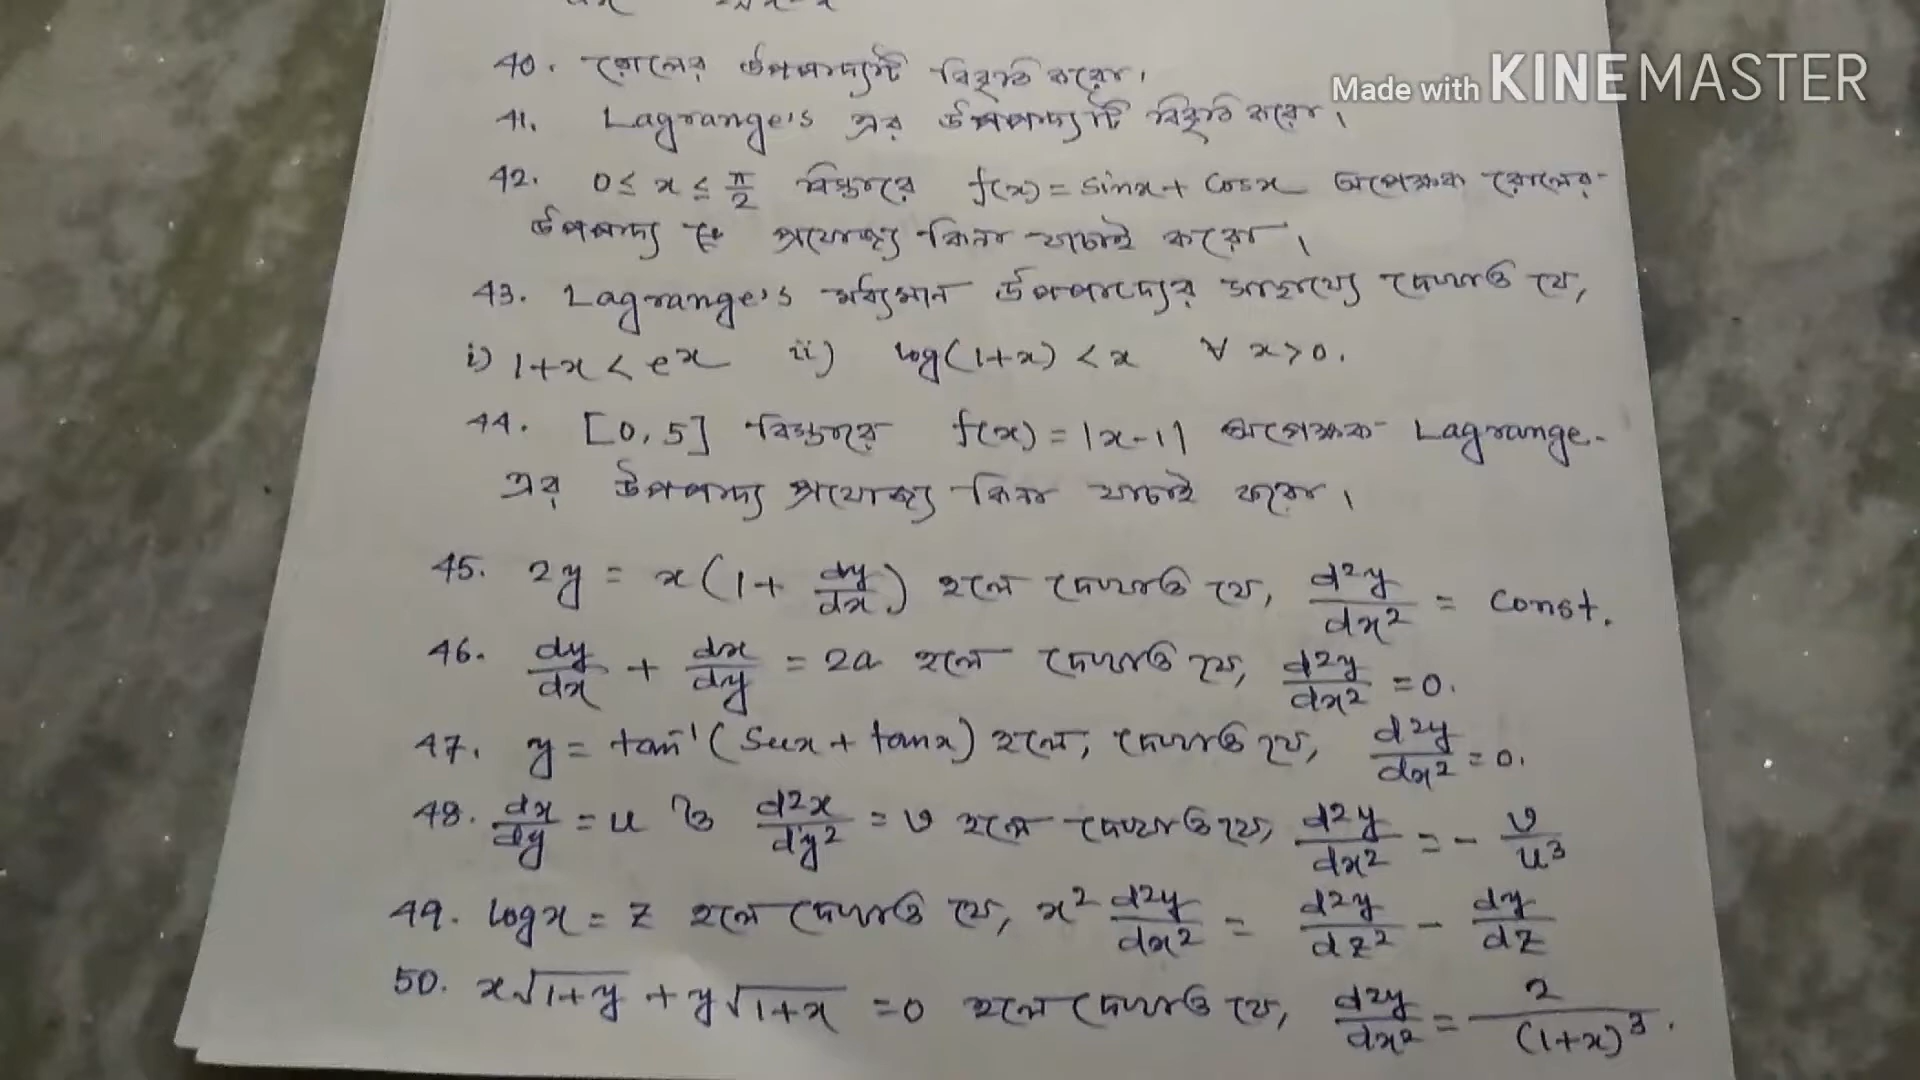 Made with KINEMASTER
40. রোলের উপপাদ্যটি বিবৃতি করো।
41. Lagrange's এর উপপাদ্যটি বিবৃতি করো।
42. 0 ≤ x ≤ π/2 বিস্তারে f(x) = sinx + cosx অপেক্ষক রোলের-
উপপাদ্য প্রযোজ্য কিনা যাচাই করো।
43. Lagrange's মধ্যমান উপপাদ্যের সাহায্যে দেখাও যে,
i) 1+x < e^x ii) log(1+x) < x ∀ x > 0.
44. [0, 5] বিস্তারে f(x) = |x-1| অপেক্ষক Lagrange-
এর উপপাদ্য প্রযোজ্য কিনা যাচাই করো।
45. 2y = x(1 + dy/dx) হলে দেখাও যে, d²y/dx² = const.
46. dy/dx + dx/dy = 2a হলে দেখাও যে, d²y/dx² = 0.
47. y = tan⁻¹(secx + tanx) হলে, দেখাও যে, d²y/dx² = 0.
48. dx/dy = u ও d²x/dy² = v হলে দেখাও যে, d²y/dx² = - v/u³
49. logx = z হলে দেখাও যে, x² d²y/dx² = d²y/dz² - dy/dz
50. x√1+y + y√1+x = 0 হলে দেখাও যে, d²y/dx² = 2/(1+x)³.